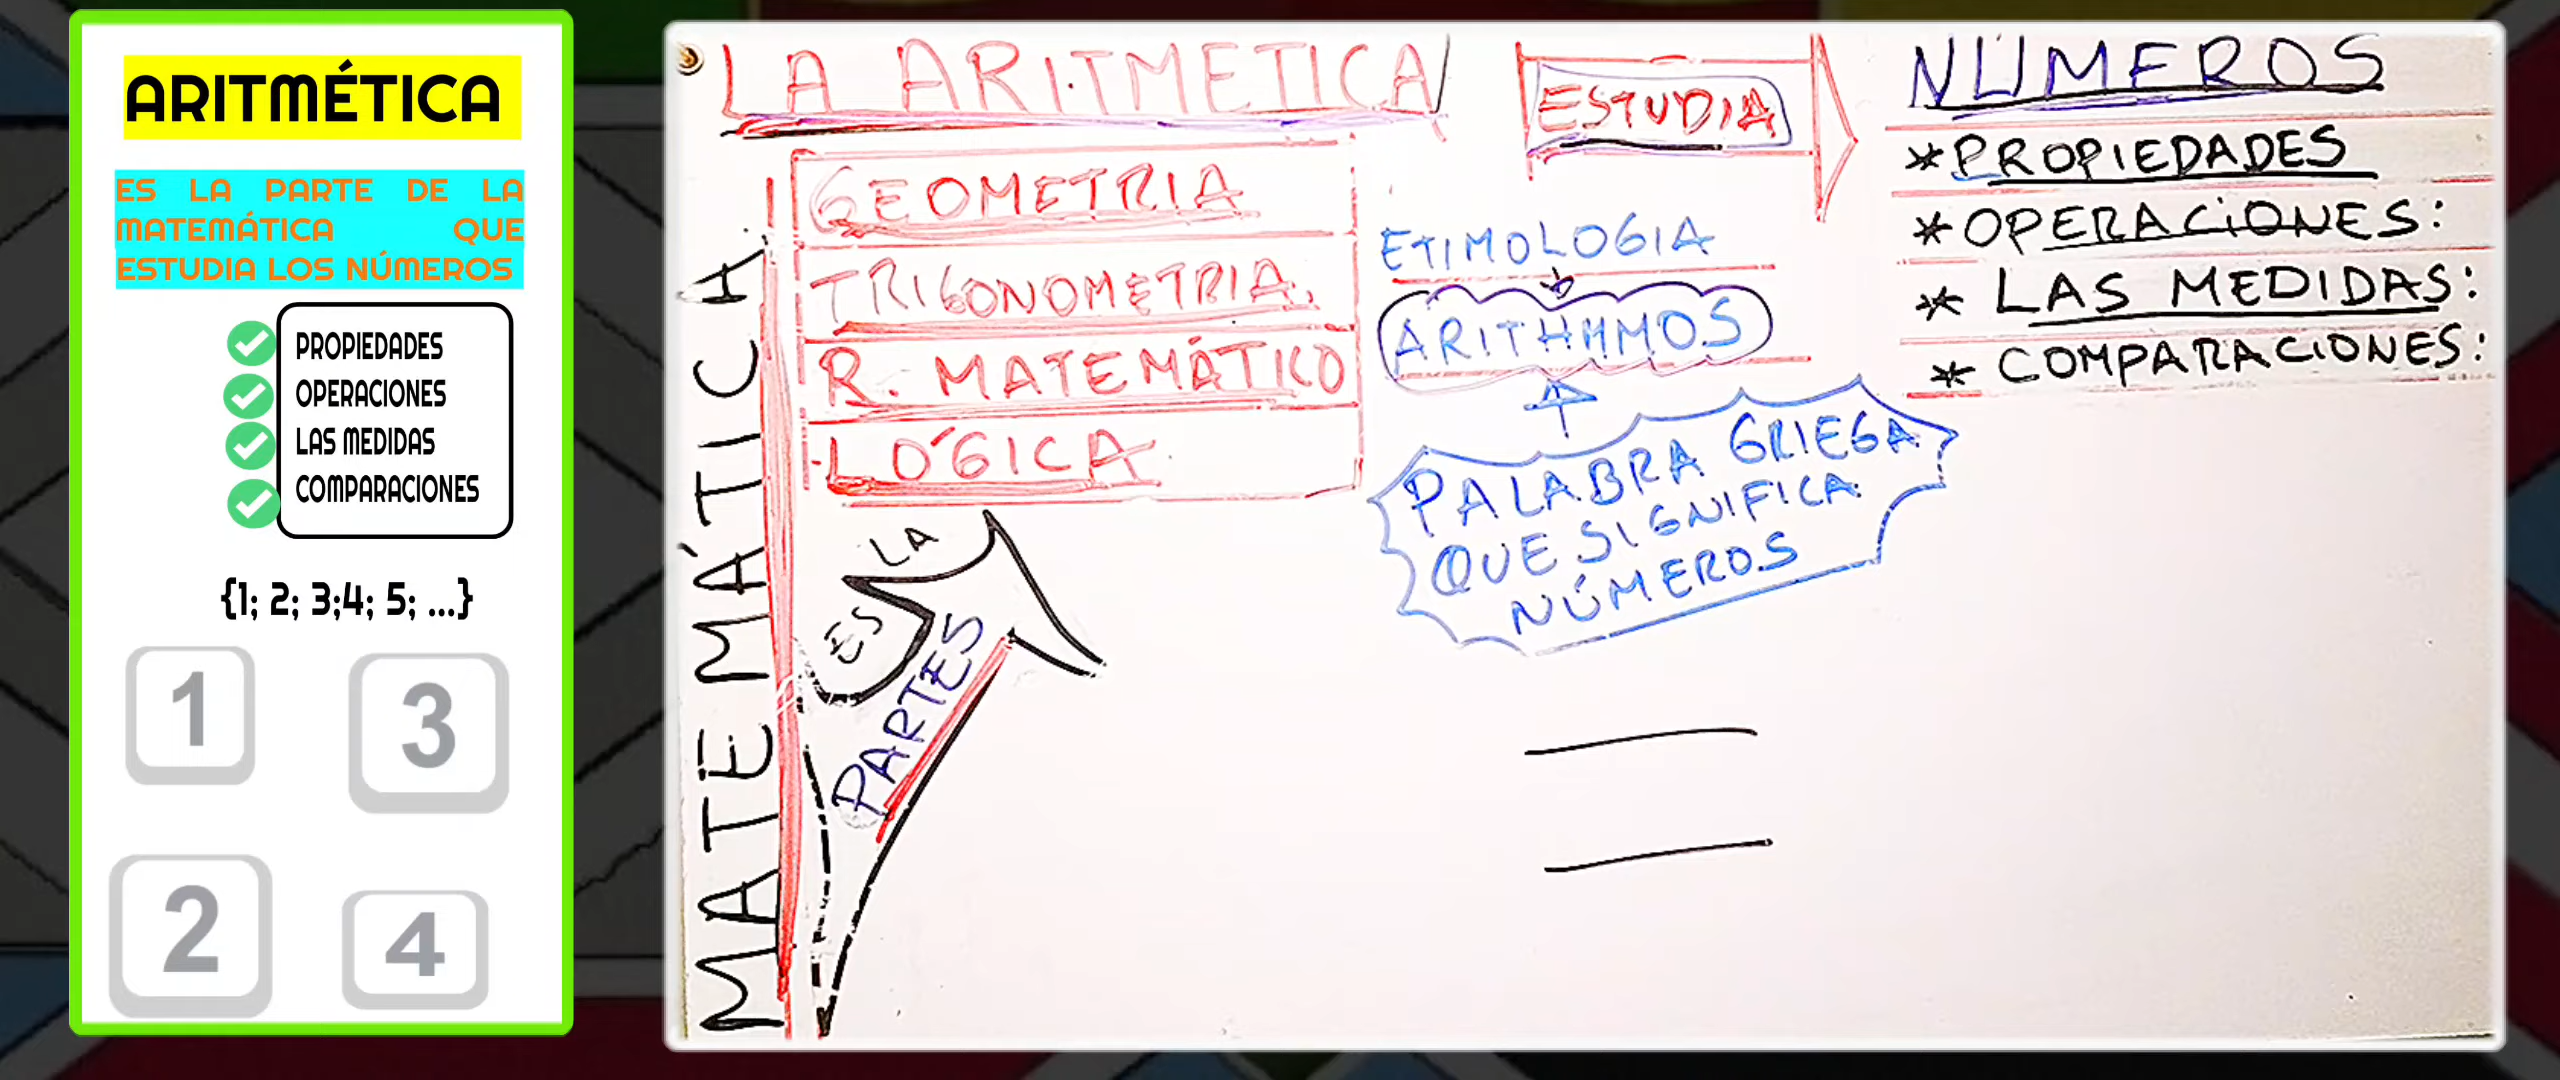 ARITMÉTICA
ES LA PARTE DE LA
MATEMÁTICA QUE
ESTUDIA LOS NÚMEROS
PROPIEDADES
OPERACIONES
LAS MEDIDAS
COMPARACIONES
{1; 2; 3;4; 5; ...}
1
3
2
4
LA ARITMETICA
ESTUDIA
NÚMEROS
*PROPIEDADES
*OPERACIONES:
* LAS MEDIDAS:
* COMPARACIONES:
MATEMÁTICA
GEOMETRIA
TRIGONOMETRIA.
R. MATEMÁTICO
LÓGICA
ES LA
PARTES
ETIMOLOGIA
ARITHMMOS
PALABRA GRIEGA
QUE SIGNIFICA
NÚMEROS